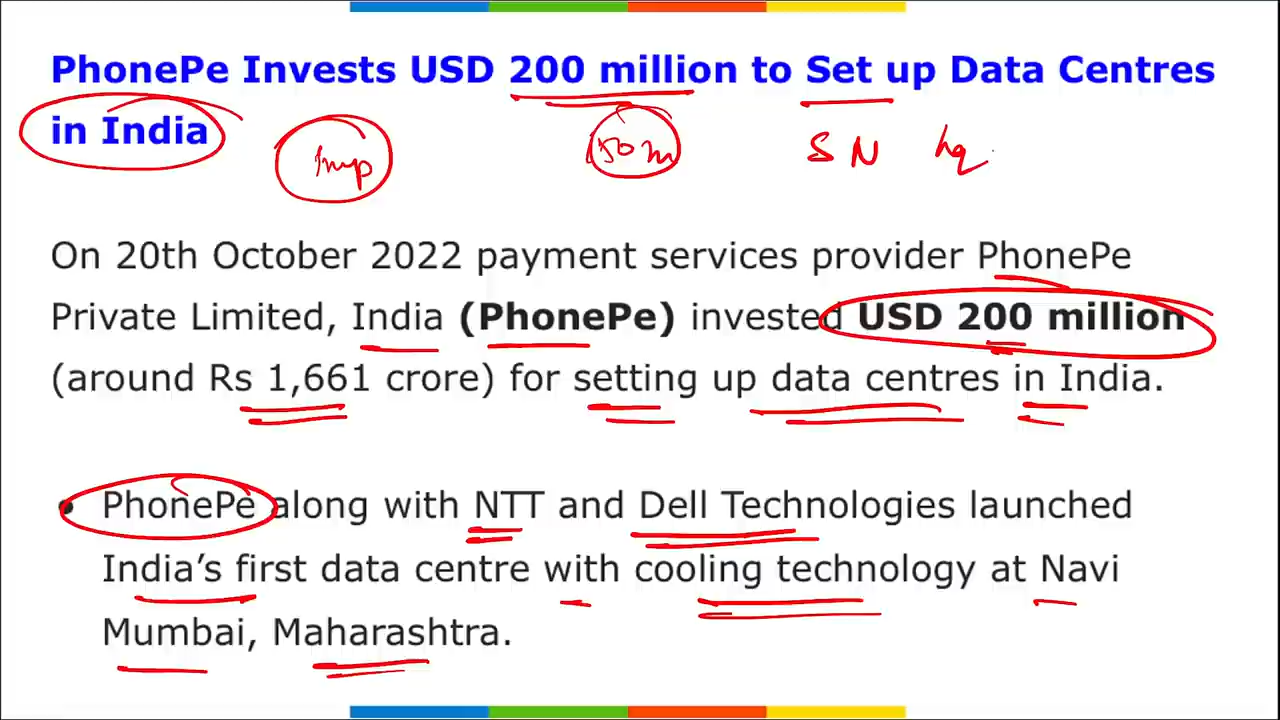 PhonePe Invests USD 200 million to Set up Data Centres
in India
Imp 50 m S N hq
On 20th October 2022 payment services provider PhonePe
Private Limited, India (PhonePe) invested USD 200 million
(around Rs 1,661 crore) for setting up data centres in India.
• PhonePe along with NTT and Dell Technologies launched
India's first data centre with cooling technology at Navi
Mumbai, Maharashtra.